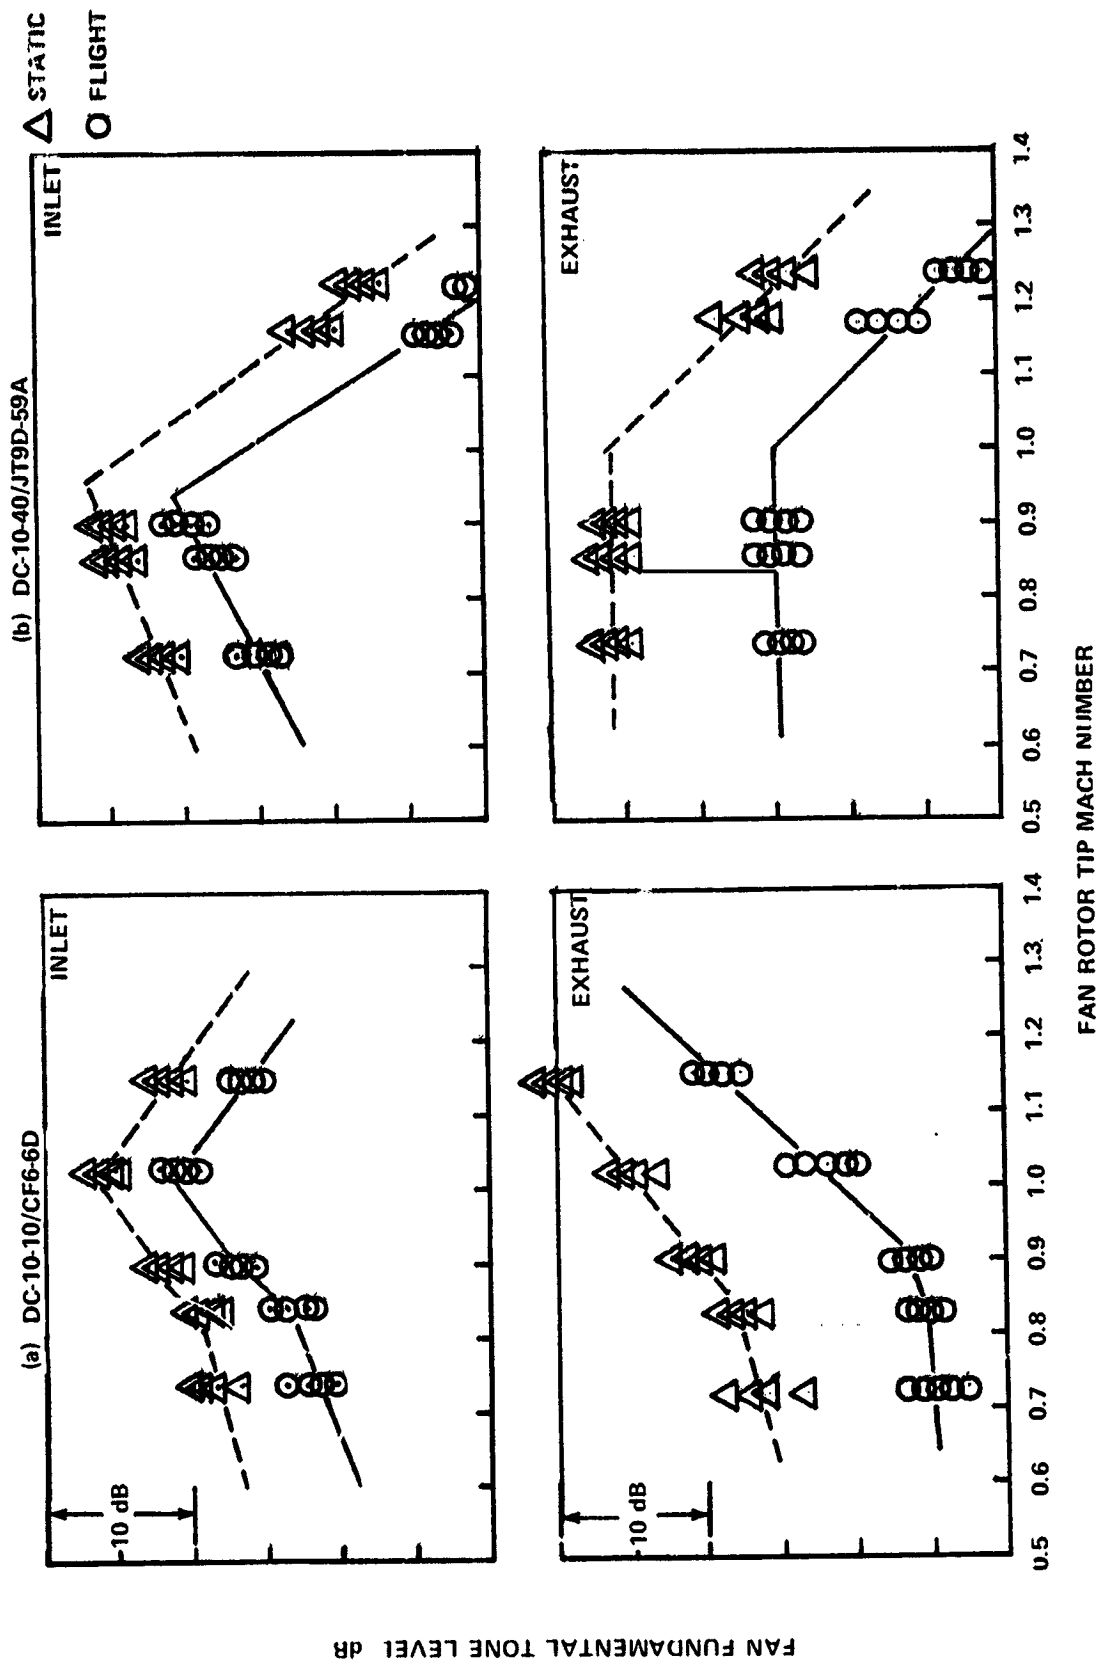 △ STATIC
○ FLIGHT
(a) DC-10-10/CF6-6D
(b) DC-10-40/JT9D-59A
INLET
10 dB
INLET
EXHAUST
10 dB
EXHAUST
0.5 0.6 0.7 0.8 0.9 1.0 1.1 1.2 1.3 1.4
0.5 0.6 0.7 0.8 0.9 1.0 1.1 1.2 1.3 1.4
FAN ROTOR TIP MACH NUMBER
FAN FUNDAMENTAL TONE LEVEL dB